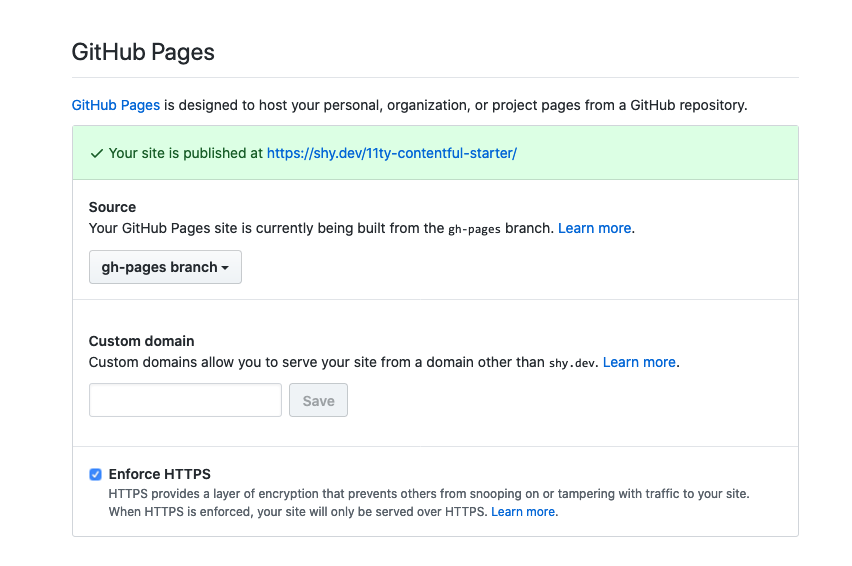 GitHub Pages
GitHub Pages is designed to host your personal, organization, or project pages from a GitHub repository.
Your site is published at https://shy.dev/11ty-contentful-starter/
Source
Your GitHub Pages site is currently being built from the gh-pages branch. Learn more.
gh-pages branch
Custom domain
Custom domains allow you to serve your site from a domain other than shy.dev. Learn more.
Save
Enforce HTTPS
HTTPS provides a layer of encryption that prevents others from snooping on or tampering with traffic to your site.
When HTTPS is enforced, your site will only be served over HTTPS. Learn more.